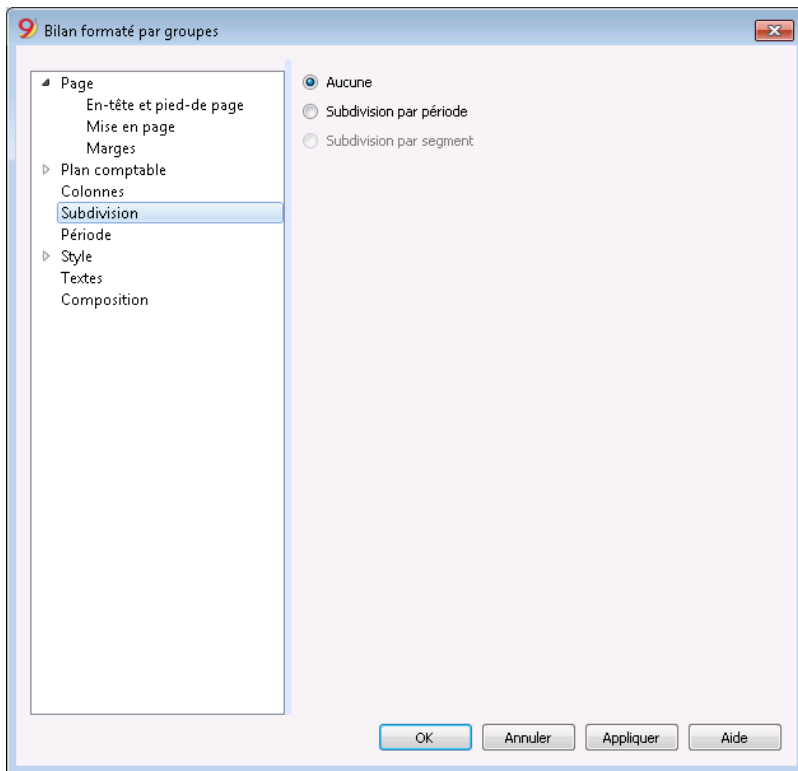 Bilan formaté par groupes
Page
En-tête et pied-de page
Mise en page
Marges
Plan comptable
Colonnes
Subdivision
Période
Style
Textes
Composition
Aucune
Subdivision par période
Subdivision par segment
OK
Annuler
Appliquer
Aide